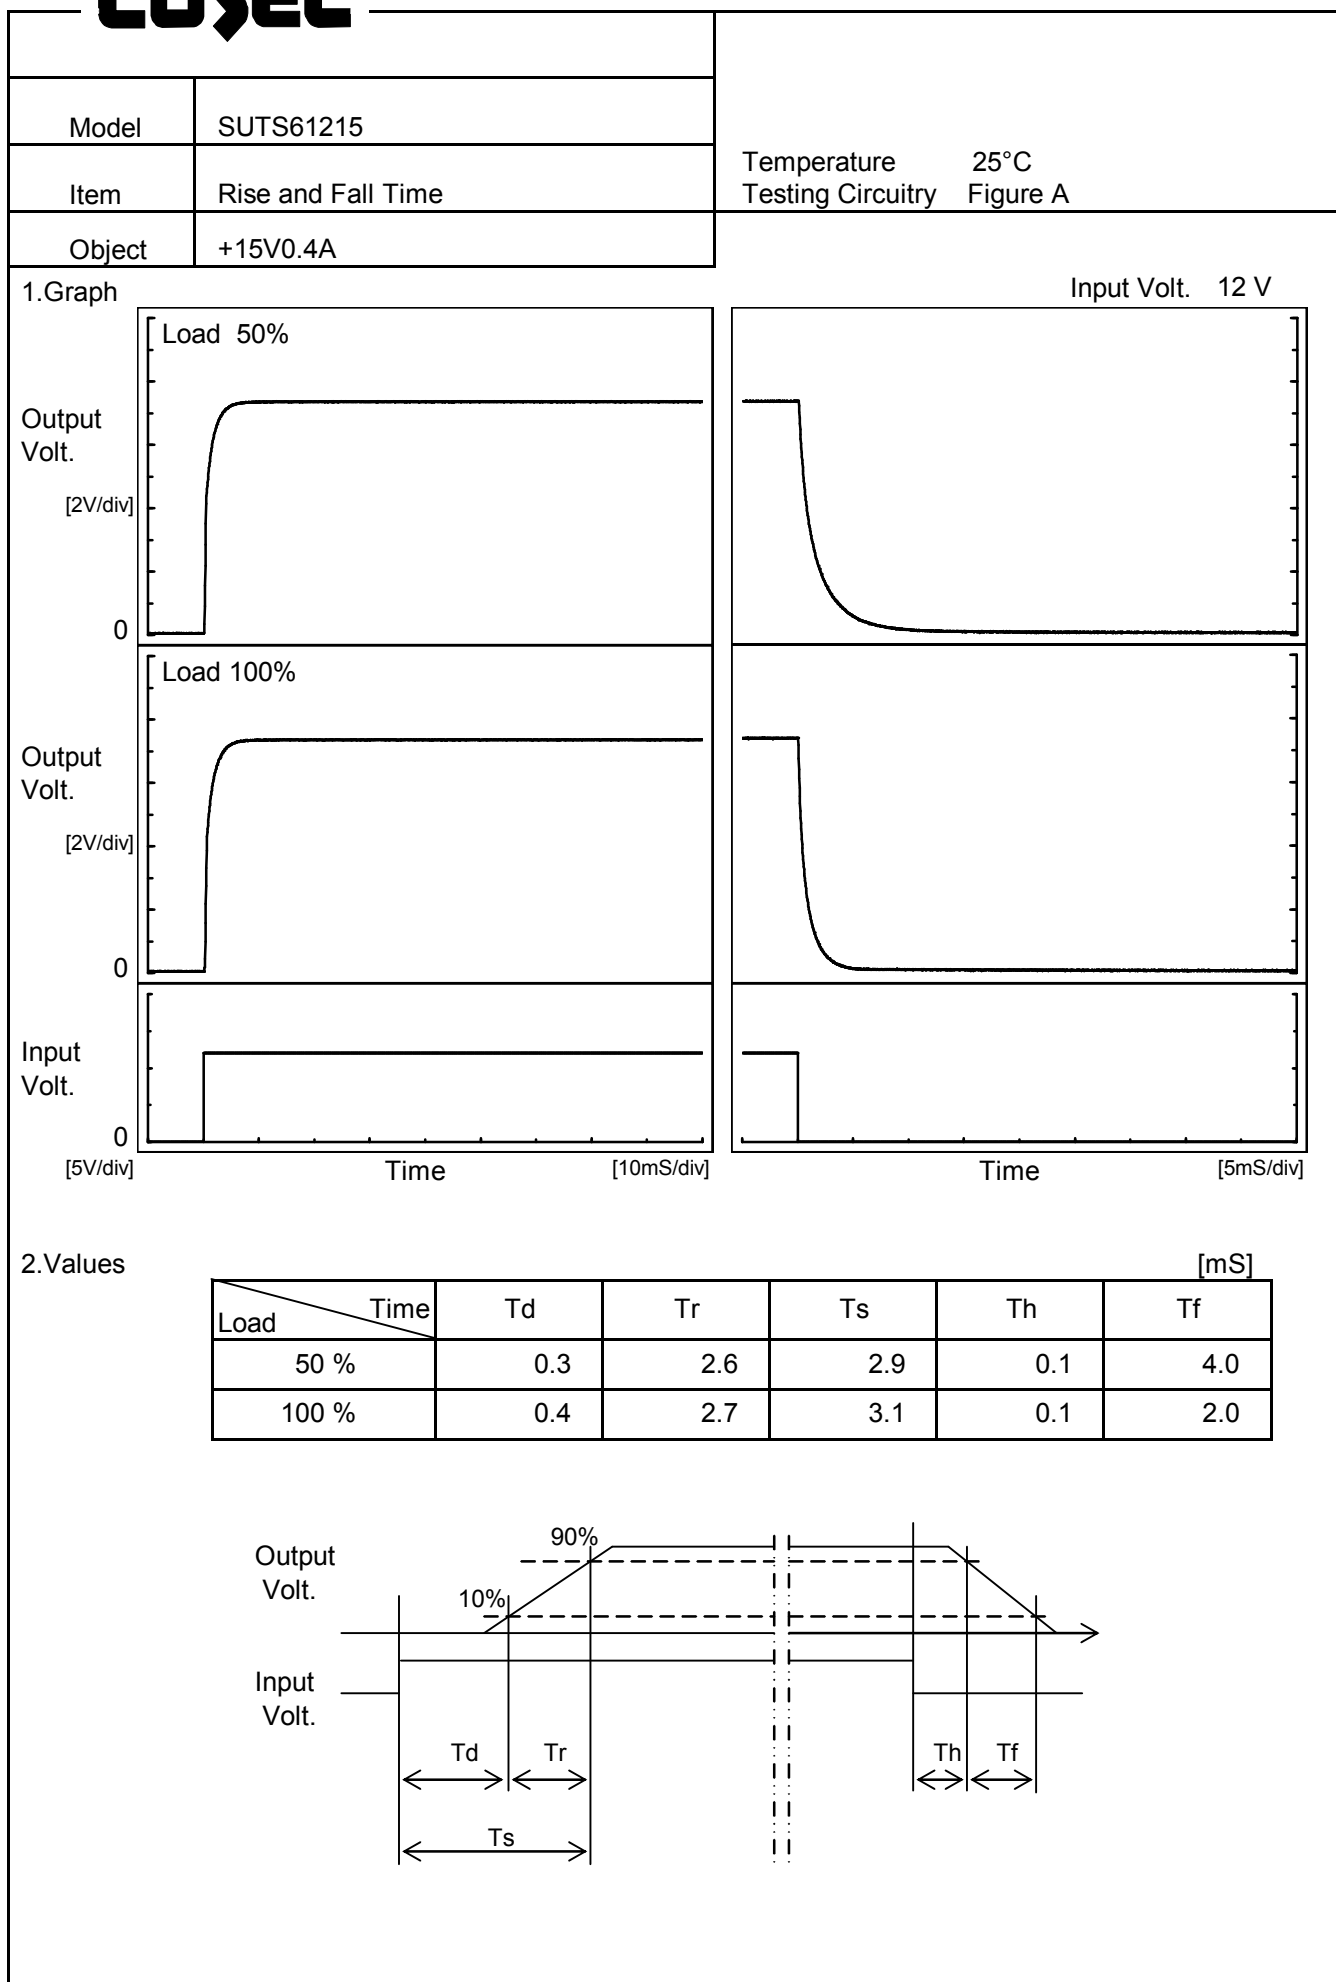 COSEL
Model SUTS61215
Item Rise and Fall Time
Object +15V0.4A
Temperature 25°C
Testing Circuitry Figure A
1.Graph
Input Volt. 12 V
Load 50%
Output
Volt.
[2V/div]
0
Load 100%
Output
Volt.
[2V/div]
0
Input
Volt.
0
[5V/div] Time [10mS/div] Time [5mS/div]
2.Values [mS]
Load Time Td Tr Ts Th Tf
50 % 0.3 2.6 2.9 0.1 4.0
100 % 0.4 2.7 3.1 0.1 2.0
Output
Volt.
90%
10%
Input
Volt.
Td Tr Th Tf
Ts